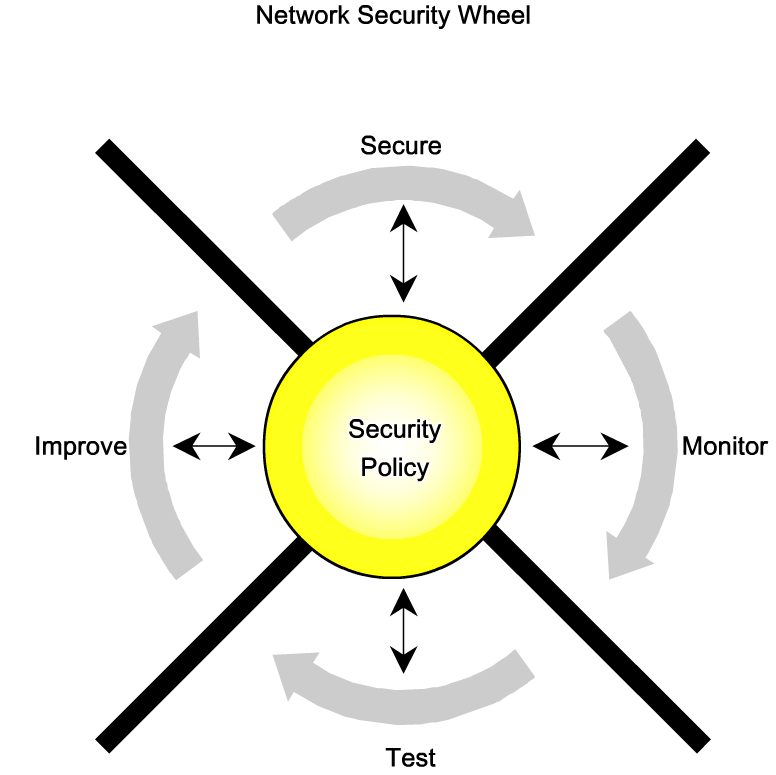 Network Security Wheel
Secure
Improve
Security
Policy
Monitor
Test